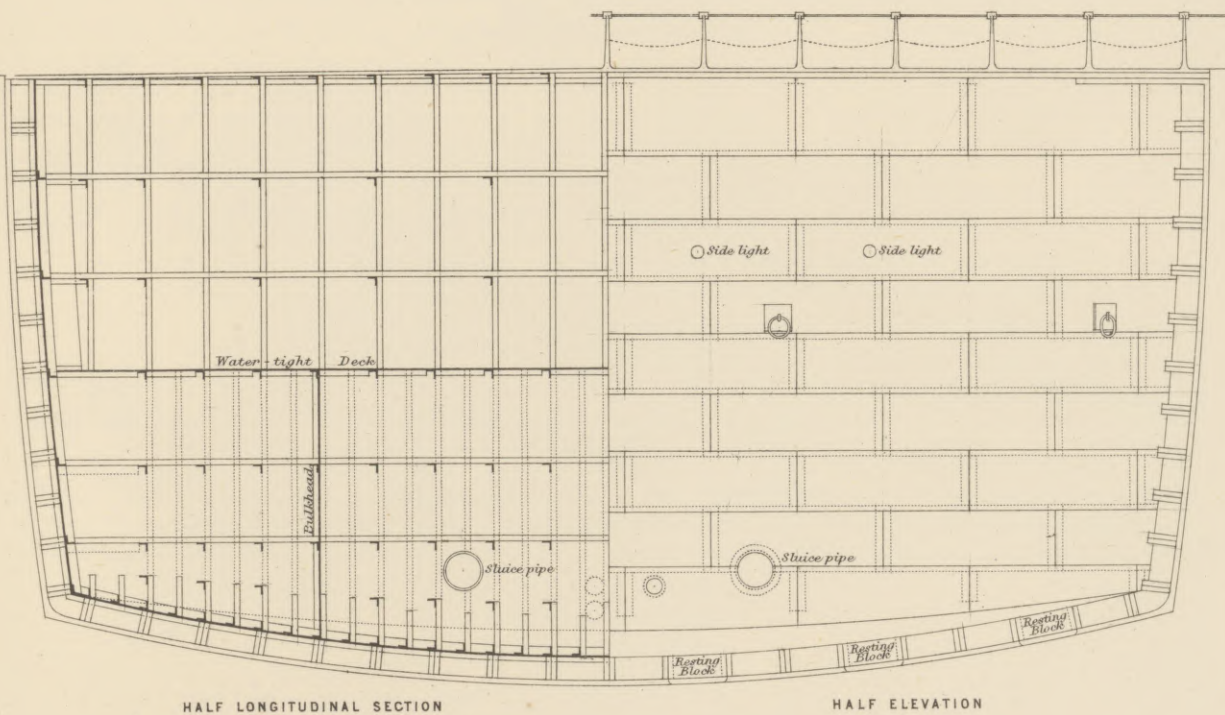 Side light
Side light
Water-tight Deck
Bulkhead
Sluice pipe
Sluice pipe
Resting
Block
Resting
Block
Resting
Block
HALF LONGITUDINAL SECTION
HALF ELEVATION